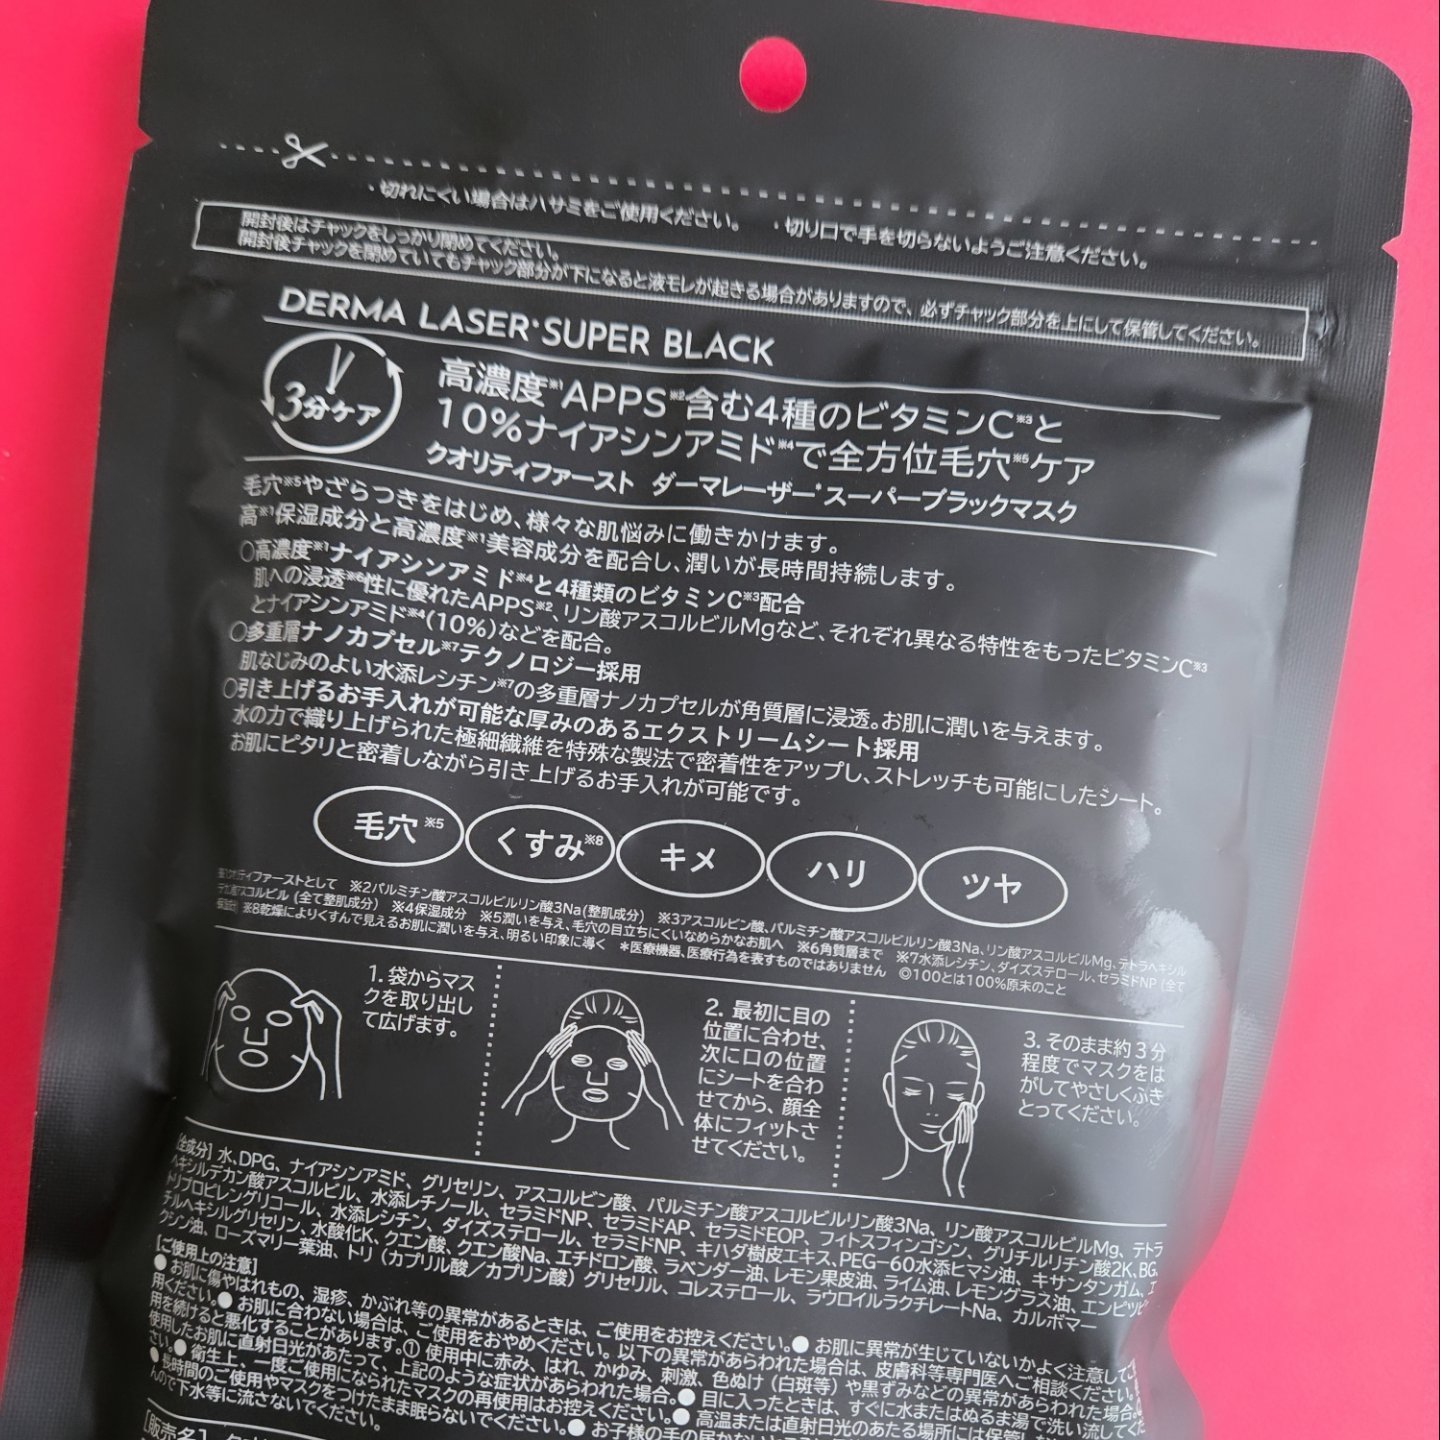 ・切れにくい場合はハサミをご使用ください。 ・切り口で手を切らないようご注意ください。
開封後はチャックをしっかり閉めてください。
開封後チャックを閉めていてもチャック部分が下になると液モレが起きる場合がありますので、必ずチャック部分を上にして保管してください。
DERMA LASER*SUPER BLACK
3分ケア
高濃度※1APPS※2含む4種のビタミンC※3と
10%ナイアシンアミド※4で全方位毛穴※5ケア
クオリティファースト ダーマレーザー*スーパーブラックマスク
毛穴※5やざらつきをはじめ、様々な肌悩みに働きかけます。
高※1保湿成分と高濃度※1美容成分を配合し、潤いが長時間持続します。
○高濃度※1ナイアシンアミド※4と4種類のビタミンC※3配合
肌への浸透※6性に優れたAPPS※2、リン酸アスコルビルMgなど、それぞれ異なる特性をもったビタミンC※3
とナイアシンアミド※4(10%)などを配合。
○多重層ナノカプセル※7テクノロジー採用
肌なじみのよい水添レシチン※7の多重層ナノカプセルが角質層に浸透。お肌に潤いを与えます。
○引き上げるお手入れが可能な厚みのあるエクストリームシート採用
水の力で織り上げられた極細繊維を特殊な製法で密着性をアップし、ストレッチも可能にしたシート。
お肌にピタリと密着しながら引き上げるお手入れが可能です。
毛穴※5 くすみ※8 キメ ハリ ツヤ
ティファーストとして ※2パルミチン酸アスコルビルリン酸3Na(整肌成分) ※3アスコルビン酸、パルミチン酸アスコルビルリン酸3Na、リン酸アスコルビルMg、テトラヘキシル
デカン酸アスコルビル (全て整肌成分) ※4保湿成分 ※5潤いを与え、毛穴の目立ちにくいなめらかなお肌へ ※6角質層まで ※7水添レシチン、ダイズステロール、セラミドNP (全て
保湿成分) ※8乾燥によりくすんで見えるお肌に潤いを与え、明るい印象に導く *医療機器、医療行為を表すものではありません ◎100とは100%原末のこと
1. 袋からマス
クを取り出し
て広げます。
2. 最初に目の
位置に合わせ、
次に口の位置
にシートを合わ
せてから、顔全
体にフィットさ
せてください。
3. そのまま約3分
程度でマスクをは
がしてやさしくふき
とってください。
[全成分] 水、DPG、ナイアシンアミド、グリセリン、アスコルビン酸、パルミチン酸アスコルビルリン酸3Na、リン酸アスコルビルMg、テトラ
ヘキシルデカン酸アスコルビル、水添レチノール、セラミドNP、セラミドAP、セラミドEOP、フィトスフィンゴシン、グリチルリチン酸2K、BG、
トリプロピレングリコール、水添レシチン、ダイズステロール、セラミドNP、キハダ樹皮エキス、PEG-60水添ヒマシ油、キサンタンガム、エ
チルヘキシルグリセリン、水酸化K、クエン酸、クエン酸Na、エチドロン酸、ラベンダー油、レモン果皮油、ライム油、レモングラス油、エンピツビャ
クシン油、ローズマリー葉油、トリ(カプリル酸/カプリン酸) グリセリル、コレステロール、ラウロイルラクチレートNa、カルボマー
[ご使用上の注意]
● お肌に傷やはれもの、湿疹、かぶれ等の異常があるときは、ご使用をお控えください。● お肌に異常が生じていないかよく注意してご使
用ください。● お肌に合わない場合は、ご使用をおやめください。以下の異常があらわれた場合は、皮膚科等専門医へご相談ください。
用を続けると悪化することがあります。① 使用中に赤み、はれ、かゆみ、刺激、色ぬけ (白斑等) や黒ずみなどの異常があらわれた場合。
使用したお肌に直射日光があたって、上記のような症状があらわれた場合。● 目に入ったときは、すぐに水またはぬるま湯で洗い流してくだ
さい。● 衛生上、一度ご使用になられたマスクの再使用はお控えください。● 高温または直射日光のあたる場所には保管し
● 長時間のご使用やマスクをつけたまま眠らないでください。● お子様の手の届かない
んので下水等に流さないでください。
[販売名]